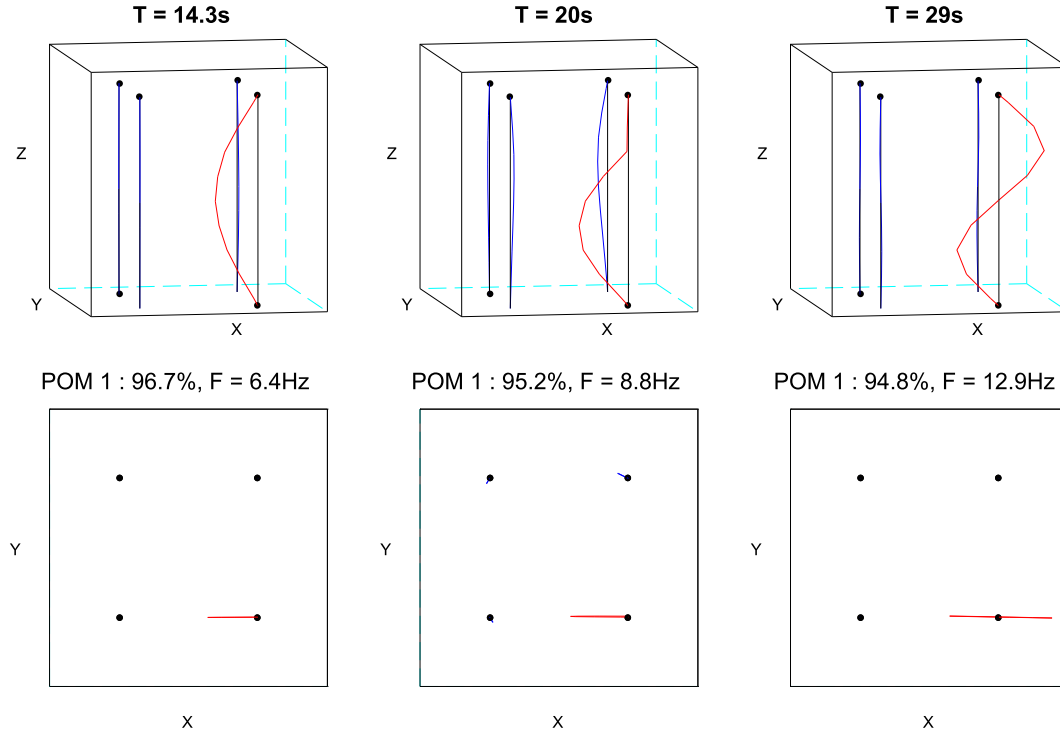 T = 14.3s
T = 20s
T = 29s
Z
Z
Z
Y
Y
Y
X
X
X
POM 1 : 96.7%, F = 6.4Hz
POM 1 : 95.2%, F = 8.8Hz
POM 1 : 94.8%, F = 12.9Hz
Y
Y
Y
X
X
X